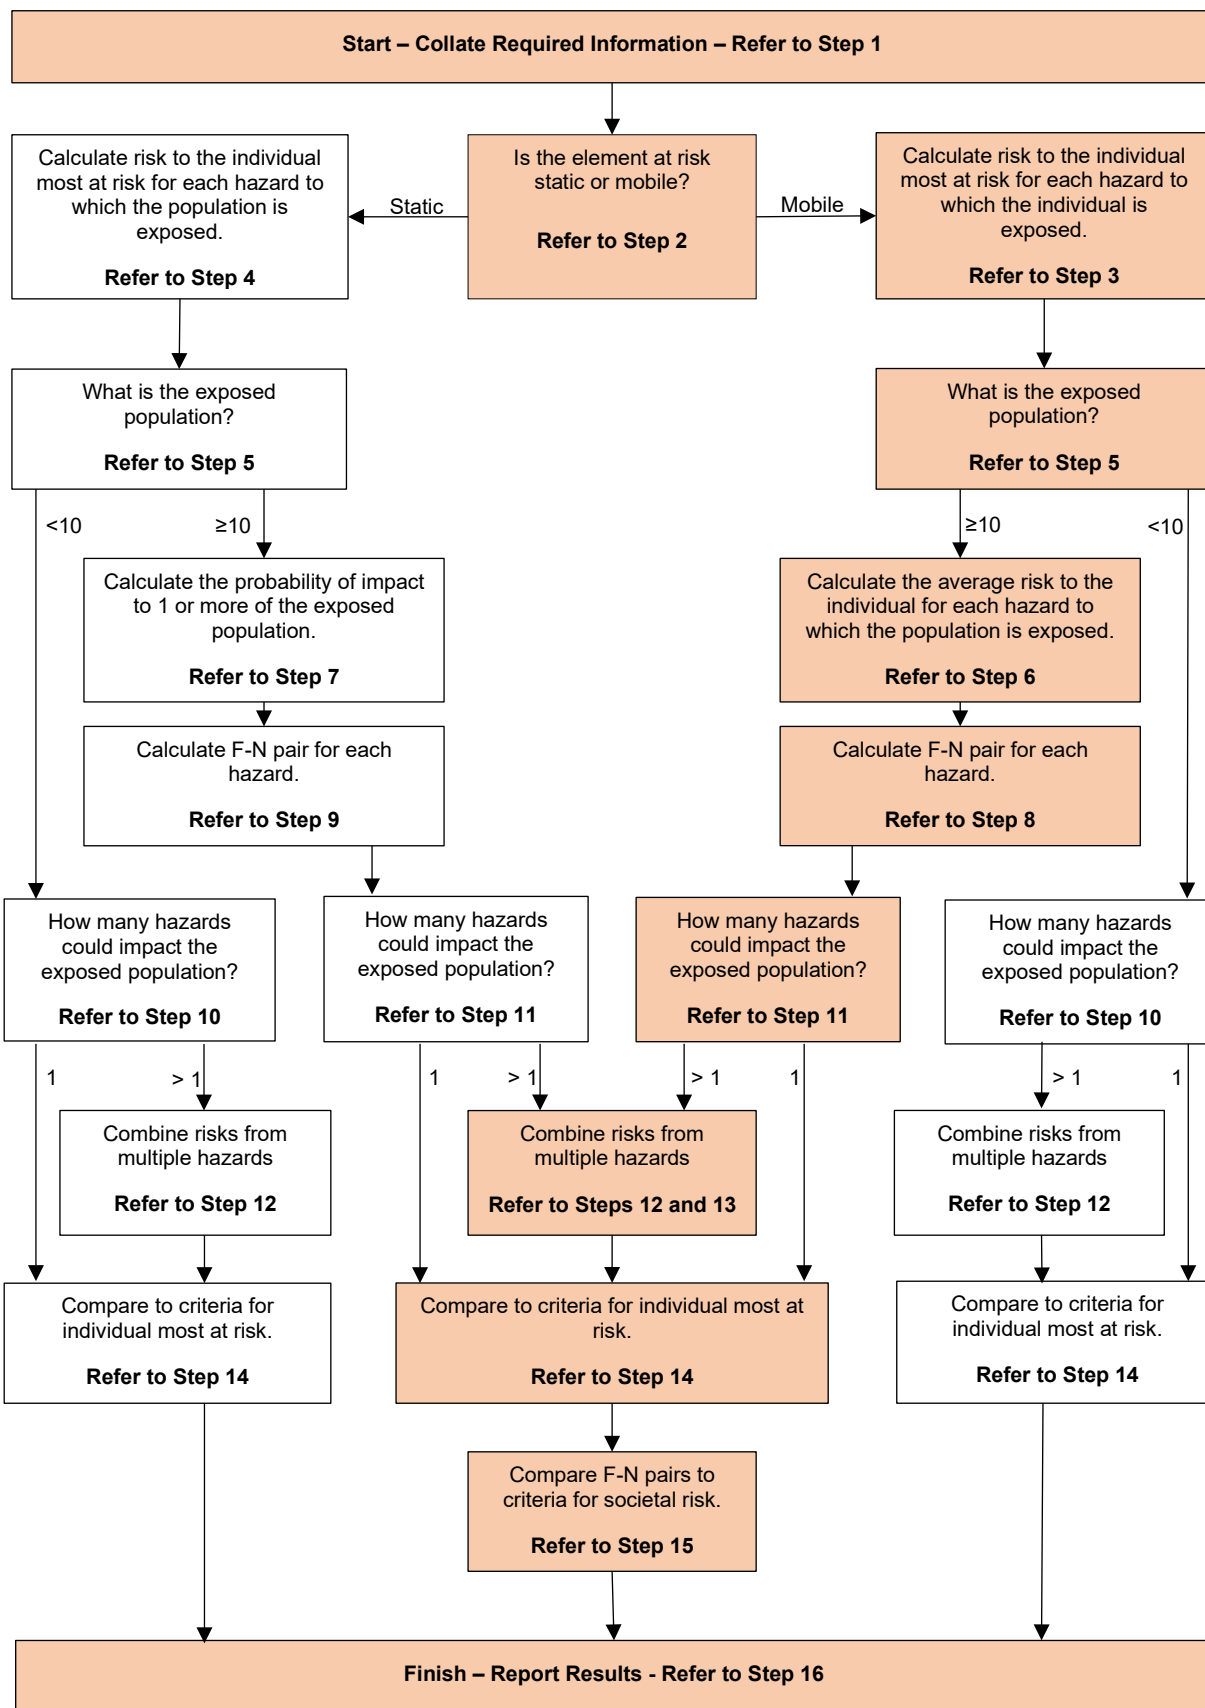 Start – Collate Required Information – Refer to Step 1
Calculate risk to the individual
most at risk for each hazard to
which the population is
exposed.
Refer to Step 4
Static
Is the element at risk
static or mobile?
Refer to Step 2
Mobile
Calculate risk to the individual
most at risk for each hazard to
which the individual is
exposed.
Refer to Step 3
What is the exposed
population?
Refer to Step 5
What is the exposed
population?
Refer to Step 5
<10
≥10
≥10
<10
Calculate the probability of impact
to 1 or more of the exposed
population.
Refer to Step 7
Calculate the average risk to the
individual for each hazard to
which the population is exposed.
Refer to Step 6
Calculate F-N pair for each
hazard.
Refer to Step 9
Calculate F-N pair for each
hazard.
Refer to Step 8
How many hazards
could impact the
exposed population?
Refer to Step 10
How many hazards
could impact the
exposed population?
Refer to Step 11
How many hazards
could impact the
exposed population?
Refer to Step 11
How many hazards
could impact the
exposed population?
Refer to Step 10
1
> 1
1
> 1
> 1
1
> 1
1
Combine risks from
multiple hazards
Refer to Step 12
Combine risks from
multiple hazards
Refer to Steps 12 and 13
Combine risks from
multiple hazards
Refer to Step 12
Compare to criteria for
individual most at risk.
Refer to Step 14
Compare to criteria for individual most at
risk.
Refer to Step 14
Compare to criteria for
individual most at risk.
Refer to Step 14
Compare F-N pairs to
criteria for societal risk.
Refer to Step 15
Finish – Report Results - Refer to Step 16